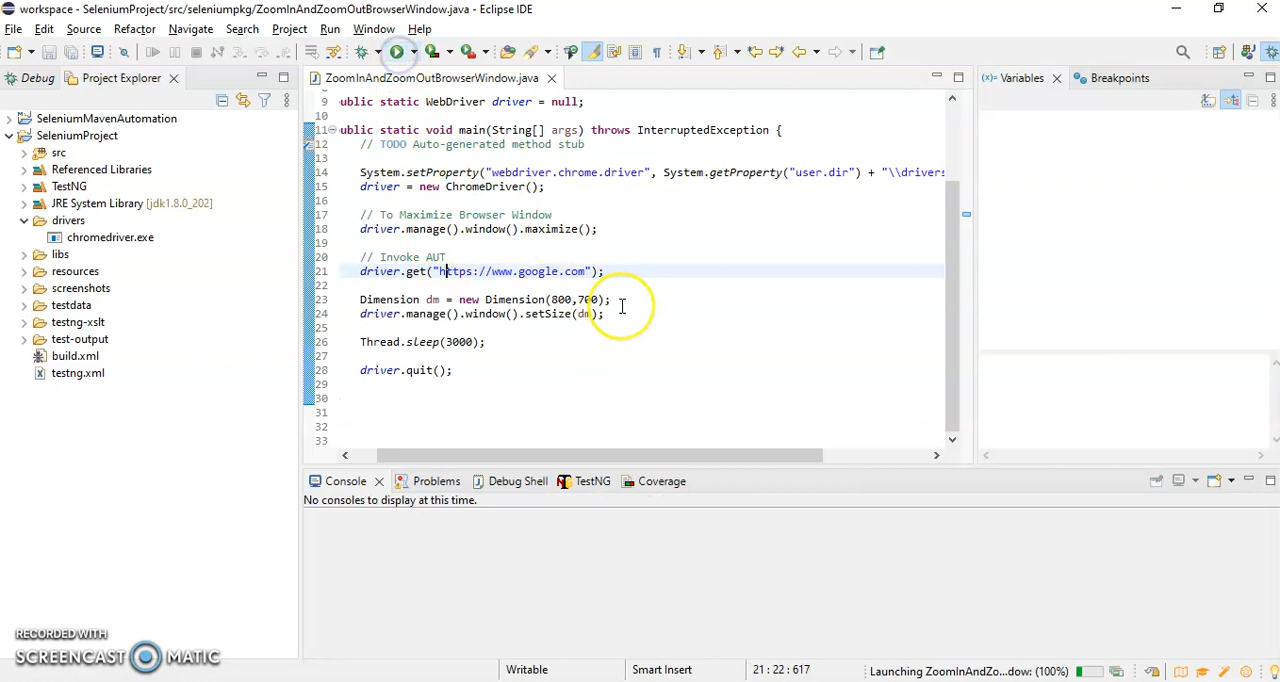 workspace - SeleniumProject/src/seleniumpkg/ZoomInAndZoomOutBrowserWindow.java - Eclipse IDE
File Edit Source Refactor Navigate Search Project Run Window Help
Debug Project Explorer
SeleniumMavenAutomation
SeleniumProject
src
Referenced Libraries
TestNG
JRE System Library [jdk1.8.0_202]
drivers
chromedriver.exe
libs
resources
screenshots
testdata
testng-xslt
test-output
build.xml
testng.xml
ZoomInAndZoomOutBrowserWindow.java
9 ublic static WebDriver driver = null;
10
11 ublic static void main(String[] args) throws InterruptedException {
12 // TODO Auto-generated method stub
13
14 System.setProperty("webdriver.chrome.driver", System.getProperty("user.dir") + "\\drivers
15 driver = new ChromeDriver();
16
17 // To Maximize Browser Window
18 driver.manage().window().maximize();
19
20 // Invoke AUT
21 driver.get("https://www.google.com");
22
23 Dimension dm = new Dimension(800,700);
24 driver.manage().window().setSize(dm);
25
26 Thread.sleep(3000);
27
28 driver.quit();
29
30
31
32
33
(x)= Variables Breakpoints
Console Problems Debug Shell TestNG Coverage
No consoles to display at this time.
RECORDED WITH
SCREENCAST MATIC
Writable Smart Insert 21 : 22 : 617 Launching ZoomInAndZo...dow: (100%)